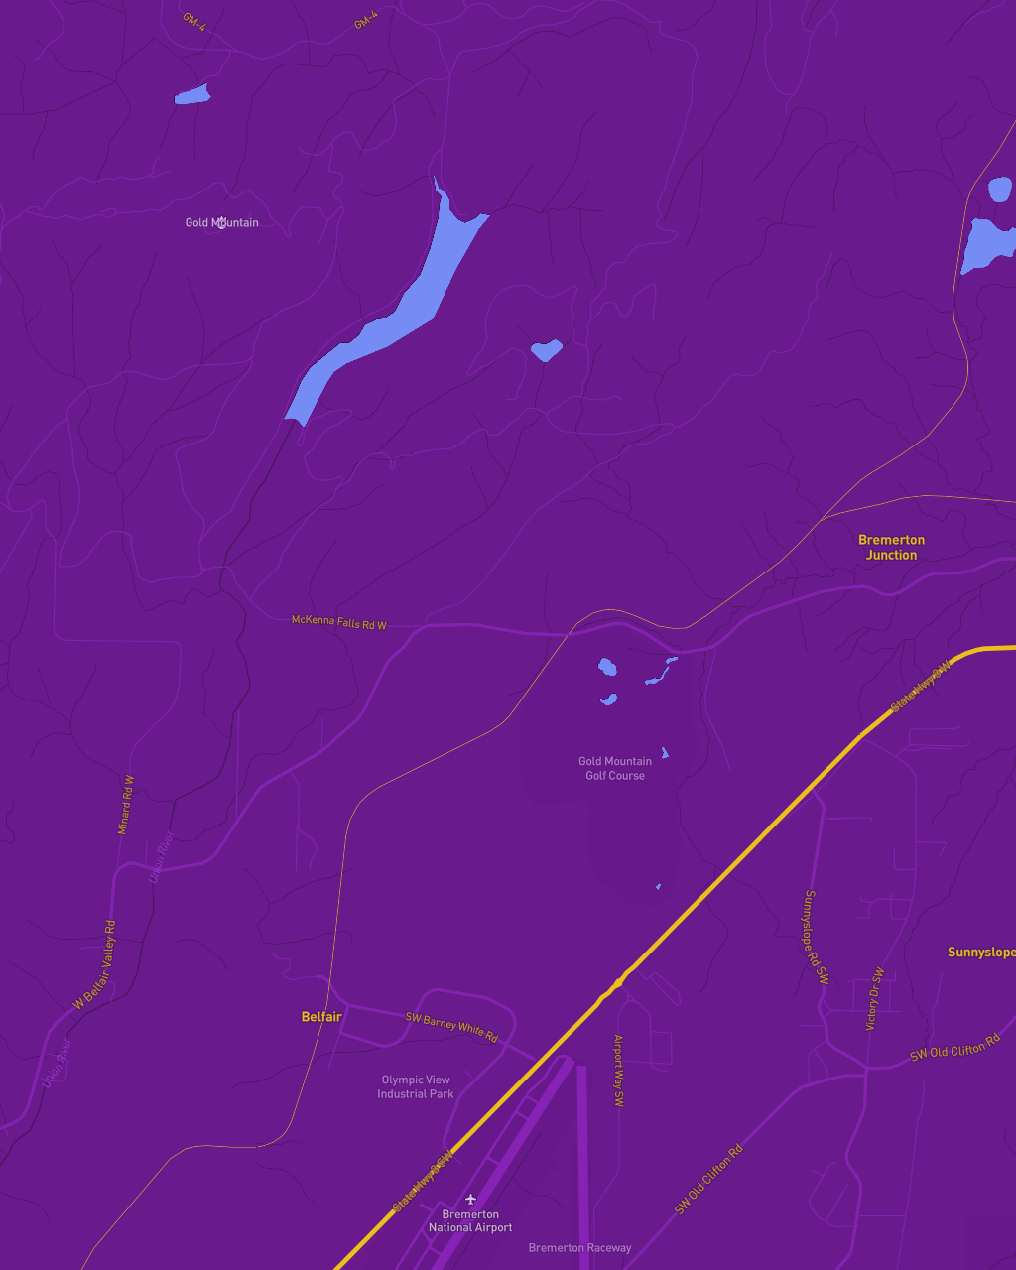 GM-4
GM-4
Gold Mountain
Bremerton
Junction
McKenna Falls Rd W
State Hwy 3 W
Gold Mountain
Golf Course
Minard Rd W
Union River
Sunnyslope Rd SW
W Belfair Valley Rd
Sunnyslope
Victory Dr SW
Belfair
SW Barney White Rd
SW Old Clifton Rd
Union River
Airport Way SW
Olympic View
Industrial Park
State Hwy 3 SW
SW Old Clifton Rd
Bremerton
National Airport
Bremerton Raceway